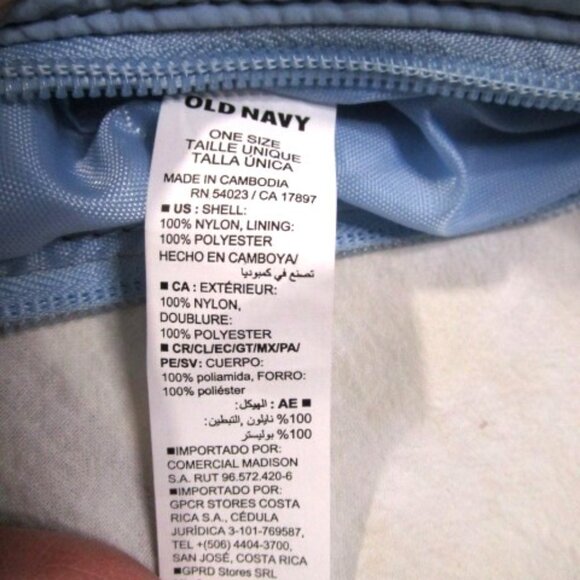 OLD NAVY
ONE SIZE
TAILLE UNIQUE
TALLA ÚNICA
MADE IN CAMBODIA
RN 54023 / CA 17897
■ US : SHELL:
100% NYLON, LINING:
100% POLYESTER
HECHO EN CAMBOYA/
تصنع في كمبوديا
■ CA : EXTÉRIEUR:
100% NYLON,
DOUBLURE:
100% POLYESTER
■ CR/CL/EC/GT/MX/PA/
PE/SV: CUERPO:
100% poliamida, FORRO:
100% poliéster
■ AE : الهيكل:
100% نايلون ,التبطين:
100% بوليستر
■IMPORTADO POR:
COMERCIAL MADISON
S.A. RUT 96.572.420-6
■IMPORTADO POR:
GPCR STORES COSTA
RICA S.A., CÉDULA
JURÍDICA 3-101-769587,
TEL +(506) 4404-3700,
SAN JOSÉ, COSTA RICA
■GPRD Stores SRL